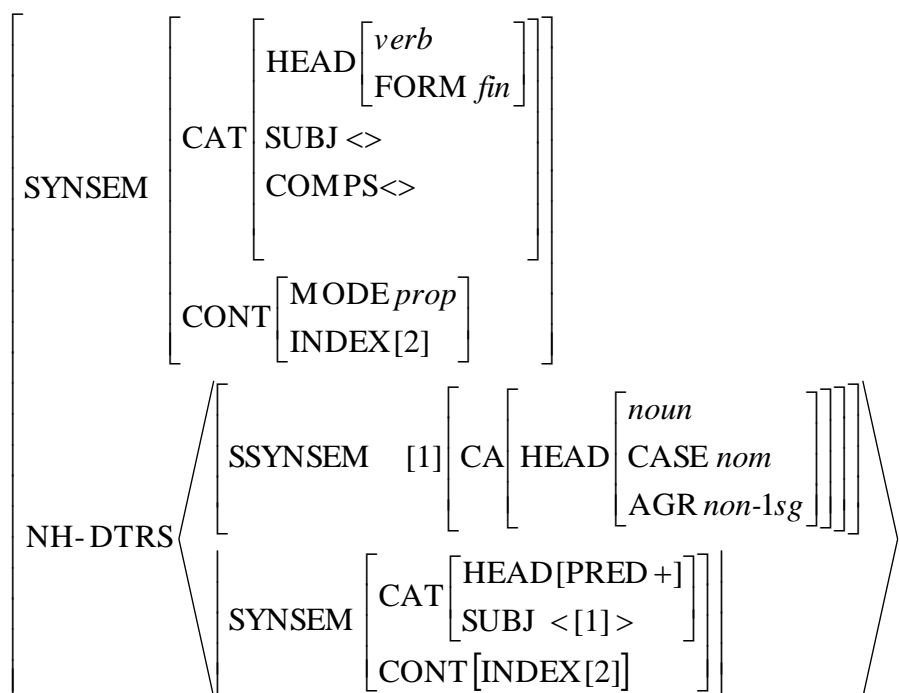 verb
HEAD
FORM fin
CAT SUBJ <>
SYNSEM COMPS<>
MODE prop
CONT
INDEX[2]
noun
SSYNSEM [1] CA HEAD CASE nom
AGR non-1sg
NH-DTRS
HEAD[PRED +]
CAT
SYNSEM SUBJ <[1]>
CONT[INDEX[2]]